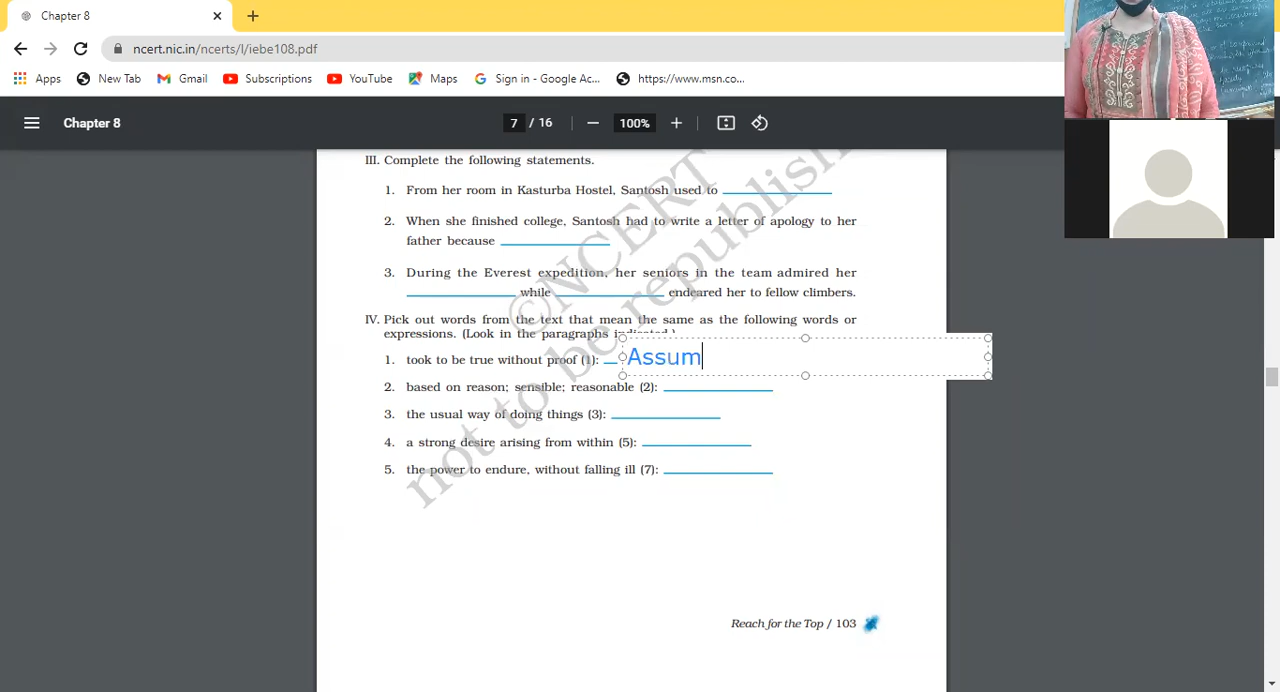 Chapter 8
ncert.nic.in/ncerts/l/iebe108.pdf
Apps New Tab Gmail Subscriptions YouTube Maps Sign in - Google Ac... https://www.msn.co...
Chapter 8 7 / 16 100%
III. Complete the following statements.
1. From her room in Kasturba Hostel, Santosh used to
2. When she finished college, Santosh had to write a letter of apology to her
father because
3. During the Everest expedition, her seniors in the team admired her
while endeared her to fellow climbers.
IV. Pick out words from the text that mean the same as the following words or
expressions. (Look in the paragraphs indicated.)
1. took to be true without proof (1): Assum
2. based on reason; sensible; reasonable (2):
3. the usual way of doing things (3):
4. a strong desire arising from within (5):
5. the power to endure, without falling ill (7):
©NCERT
not to be republish
Reach for the Top / 103